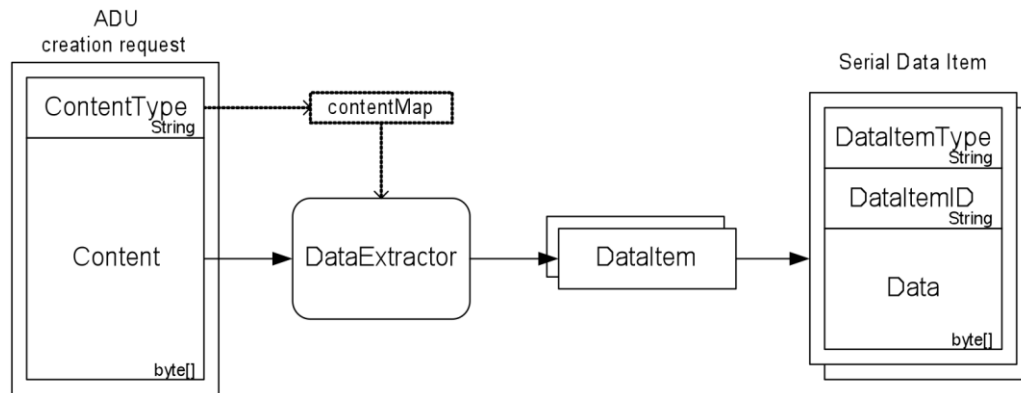 ADU
creation request
ContentType
String
Content
byte[]
contentMap
DataExtractor
DataItem
Serial Data Item
DataItemType
String
DataItemID
String
Data
byte[]